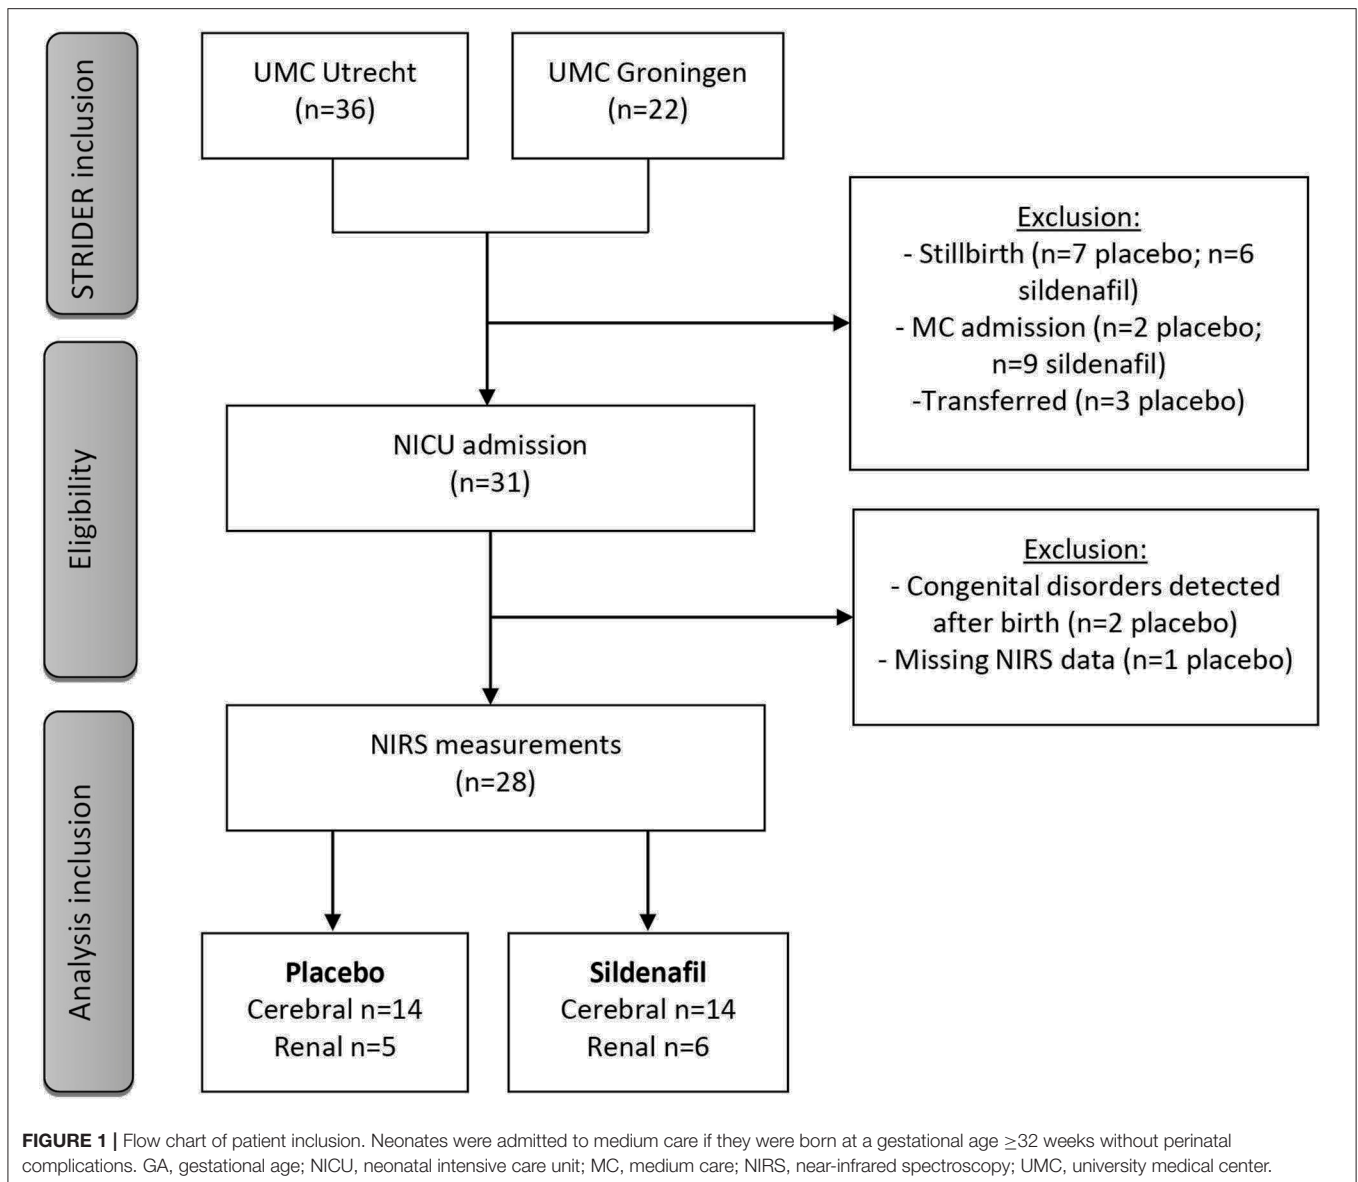 STRIDER inclusion
UMC Utrecht
(n=36)
UMC Groningen
(n=22)
Exclusion:
- Stillbirth (n=7 placebo; n=6
sildenafil)
- MC admission (n=2 placebo;
n=9 sildenafil)
-Transferred (n=3 placebo)
Eligibility
NICU admission
(n=31)
Exclusion:
- Congenital disorders detected
after birth (n=2 placebo)
- Missing NIRS data (n=1 placebo)
Analysis inclusion
NIRS measurements
(n=28)
Placebo
Cerebral n=14
Renal n=5
Sildenafil
Cerebral n=14
Renal n=6
FIGURE 1 | Flow chart of patient inclusion. Neonates were admitted to medium care if they were born at a gestational age ≥32 weeks without perinatal
complications. GA, gestational age; NICU, neonatal intensive care unit; MC, medium care; NIRS, near-infrared spectroscopy; UMC, university medical center.